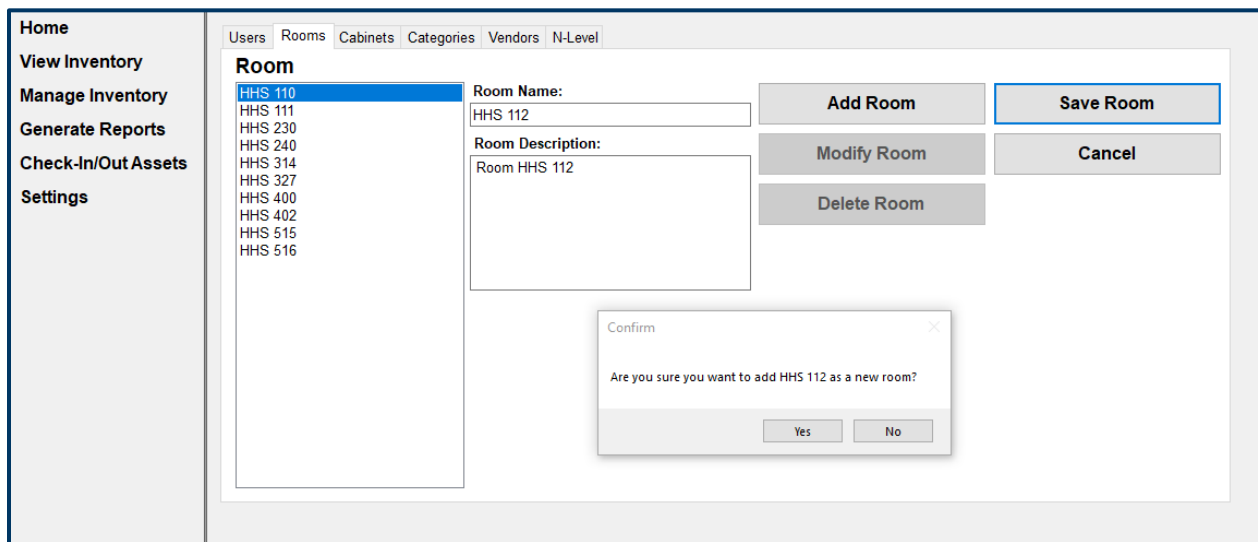 Home
View Inventory
Manage Inventory
Generate Reports
Check-In/Out Assets
Settings
Users Rooms Cabinets Categories Vendors N-Level
Room
HHS 110
HHS 111
HHS 230
HHS 240
HHS 314
HHS 327
HHS 400
HHS 402
HHS 515
HHS 516
Room Name:
HHS 112
Room Description:
Room HHS 112
Add Room
Save Room
Modify Room
Cancel
Delete Room
Confirm
Are you sure you want to add HHS 112 as a new room?
Yes No